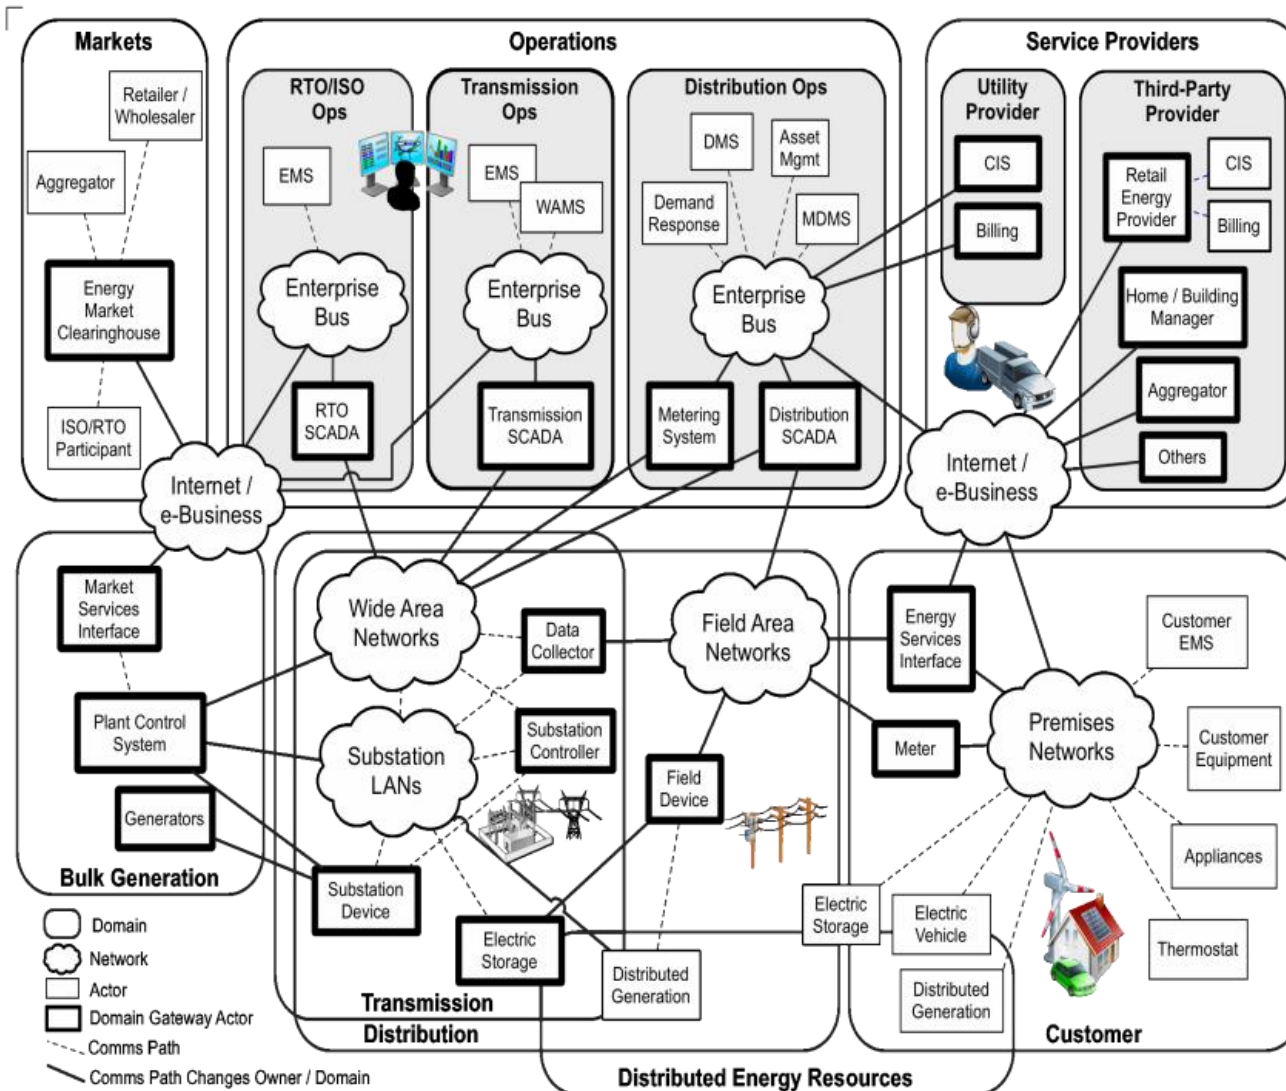 Markets
Operations
Service Providers
Retailer /
Wholesaler
Aggregator
Energy
Market
Clearinghouse
ISO/RTO
Participant
RTO/ISO
Ops
EMS
Enterprise
Bus
RTO
SCADA
Transmission
Ops
EMS
WAMS
Enterprise
Bus
Transmission
SCADA
Distribution Ops
DMS
Asset
Mgmt
Demand
Response
MDMS
Enterprise
Bus
Metering
System
Distribution
SCADA
Utility
Provider
CIS
Billing
Third-Party
Provider
Retail
Energy
Provider
CIS
Billing
Home / Building
Manager
Aggregator
Others
Internet /
e-Business
Internet /
e-Business
Market
Services
Interface
Plant Control
System
Generators
Bulk Generation
Wide Area
Networks
Data
Collector
Substation
LANs
Substation
Controller
Substation
Device
Electric
Storage
Field Area
Networks
Field
Device
Distributed
Generation
Transmission
Distribution
Energy
Services
Interface
Meter
Premises
Networks
Customer
EMS
Customer
Equipment
Appliances
Thermostat
Electric
Storage
Electric
Vehicle
Distributed
Generation
Customer
Distributed Energy Resources
Domain
Network
Actor
Domain Gateway Actor
Comms Path
Comms Path Changes Owner / Domain